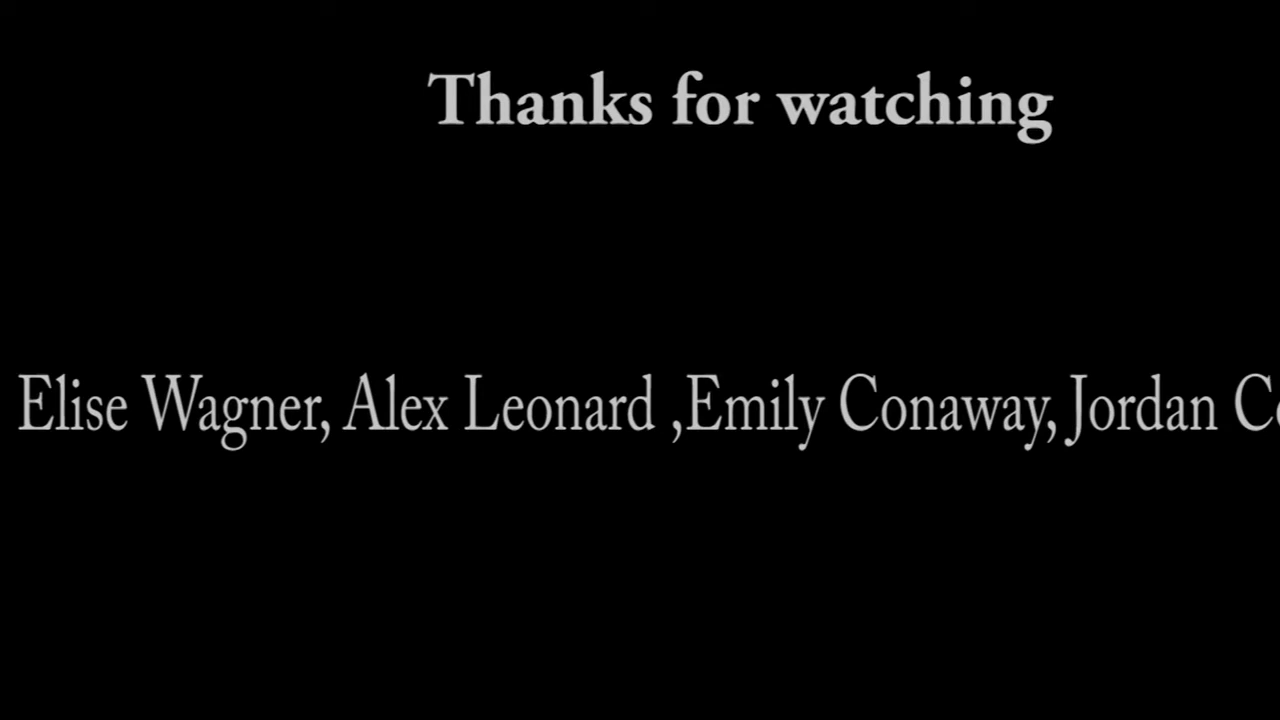 Thanks for watching
Elise Wagner, Alex Leonard ,Emily Conaway, Jordan